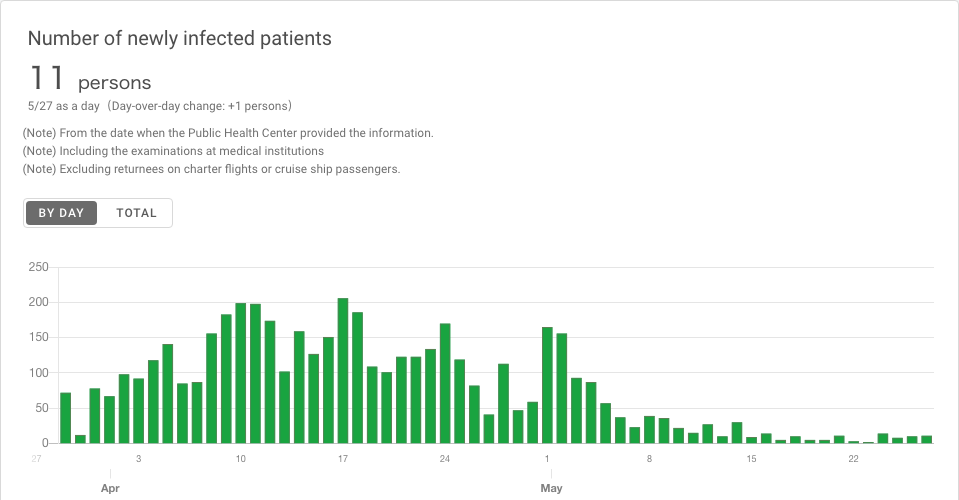 Number of newly infected patients
11 persons
5/27 as a day（Day-over-day change: +1 persons）
(Note) From the date when the Public Health Center provided the information.
(Note) Including the examinations at medical institutions
(Note) Excluding returnees on charter flights or cruise ship passengers.
BY DAY TOTAL
250
200
150
100
50
0
27 3 10 17 24 1 8 15 22
Apr May